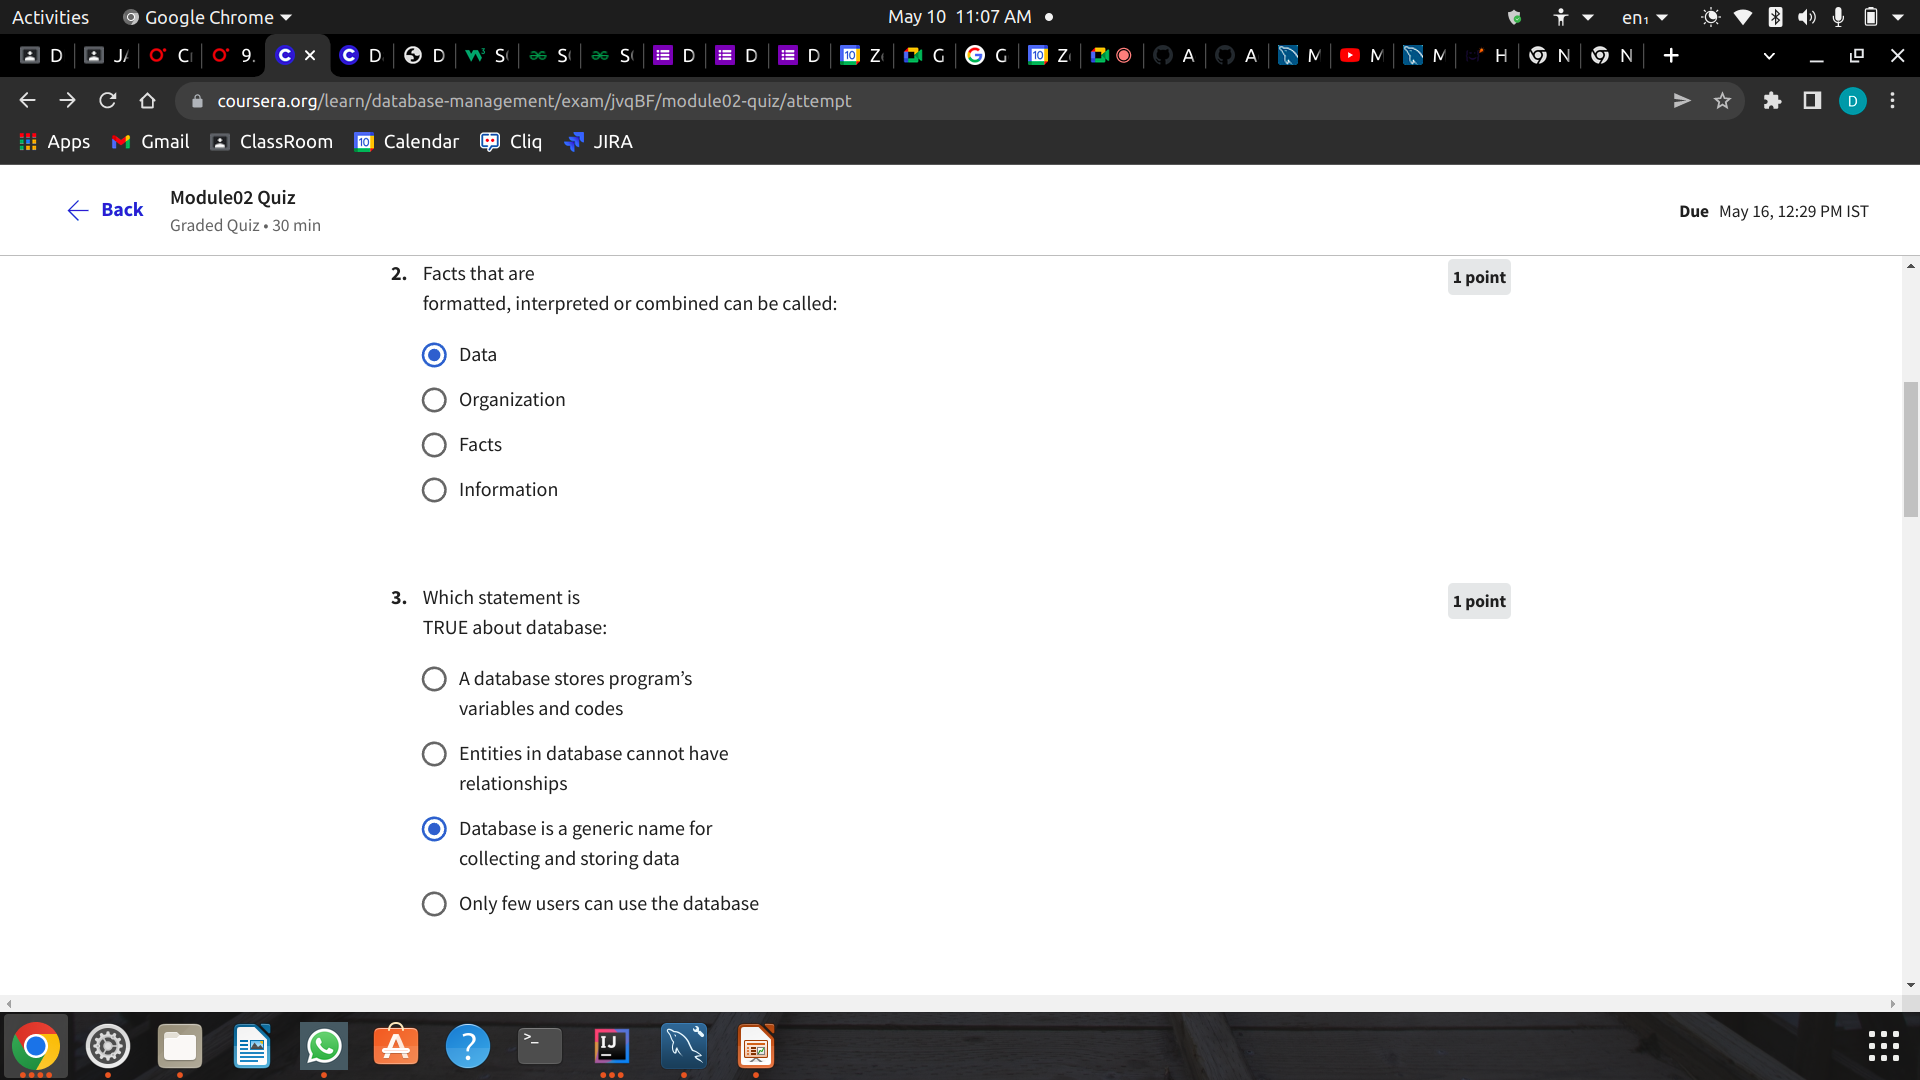 Activities Google Chrome May 10 11:07 AM en₁
D JA C 9. D D S S S D D D Z G G Z A A M M M H N N
coursera.org/learn/database-management/exam/jvqBF/module02-quiz/attempt D
Apps Gmail ClassRoom 10 Calendar Cliq JIRA
Back
Module02 Quiz
Graded Quiz • 30 min
Due May 16, 12:29 PM IST
2. Facts that are
formatted, interpreted or combined can be called:
1 point
Data
Organization
Facts
Information
3. Which statement is
TRUE about database:
1 point
A database stores program’s
variables and codes
Entities in database cannot have
relationships
Database is a generic name for
collecting and storing data
Only few users can use the database